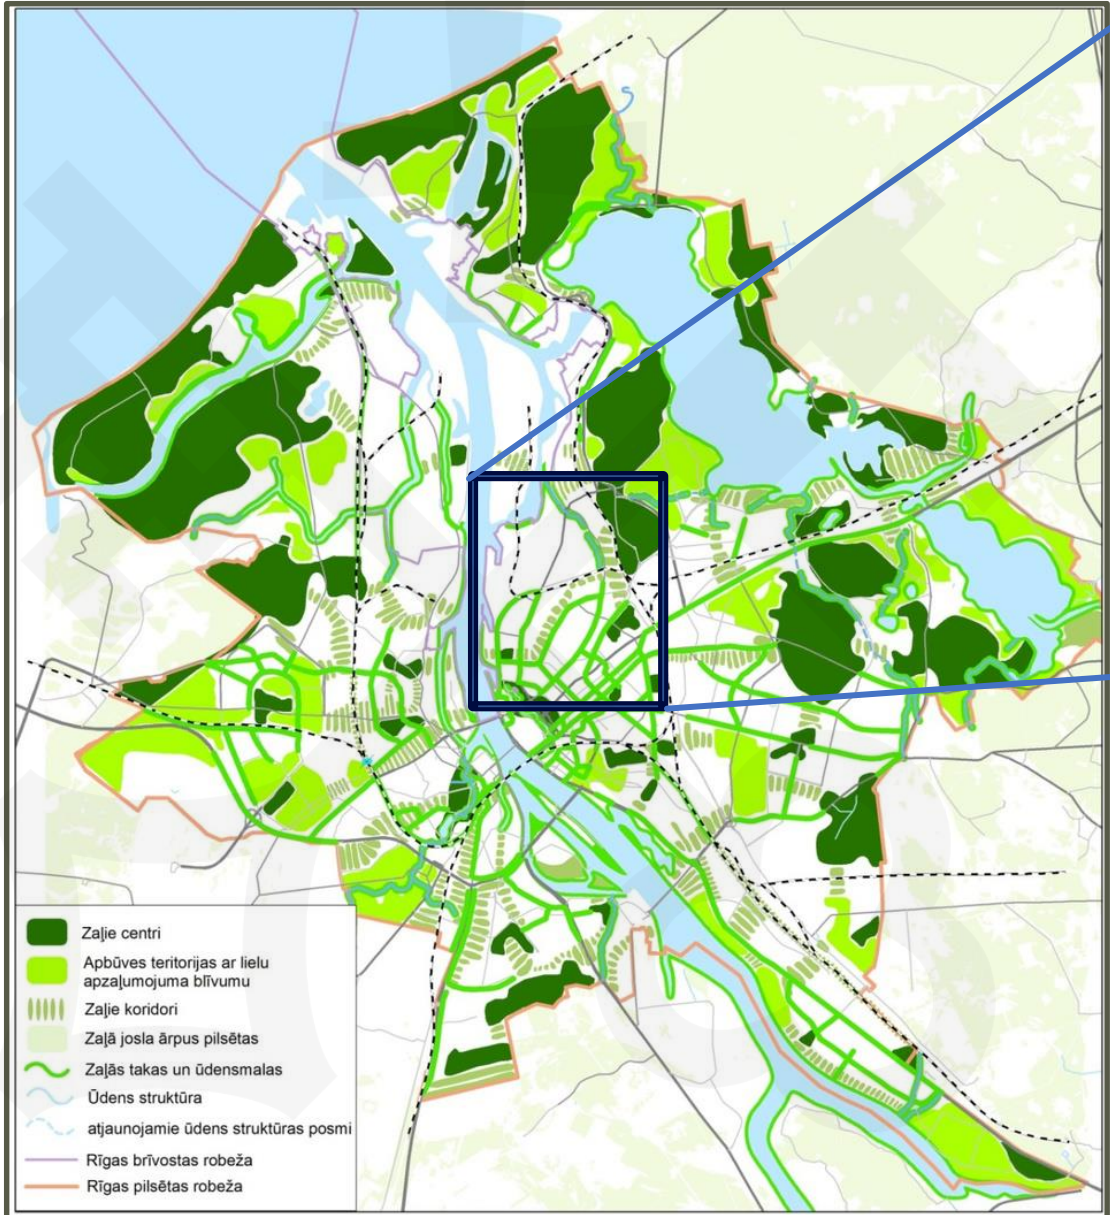 Zaļie centri
Apbūves teritorijas ar lielu
apzaļumojuma blīvumu
Zaļie koridori
Zaļā josla ārpus pilsētas
Zaļās takas un ūdensmalas
Ūdens struktūra
atjaunojamie ūdens struktūras posmi
Rīgas brīvostas robeža
Rīgas pilsētas robeža